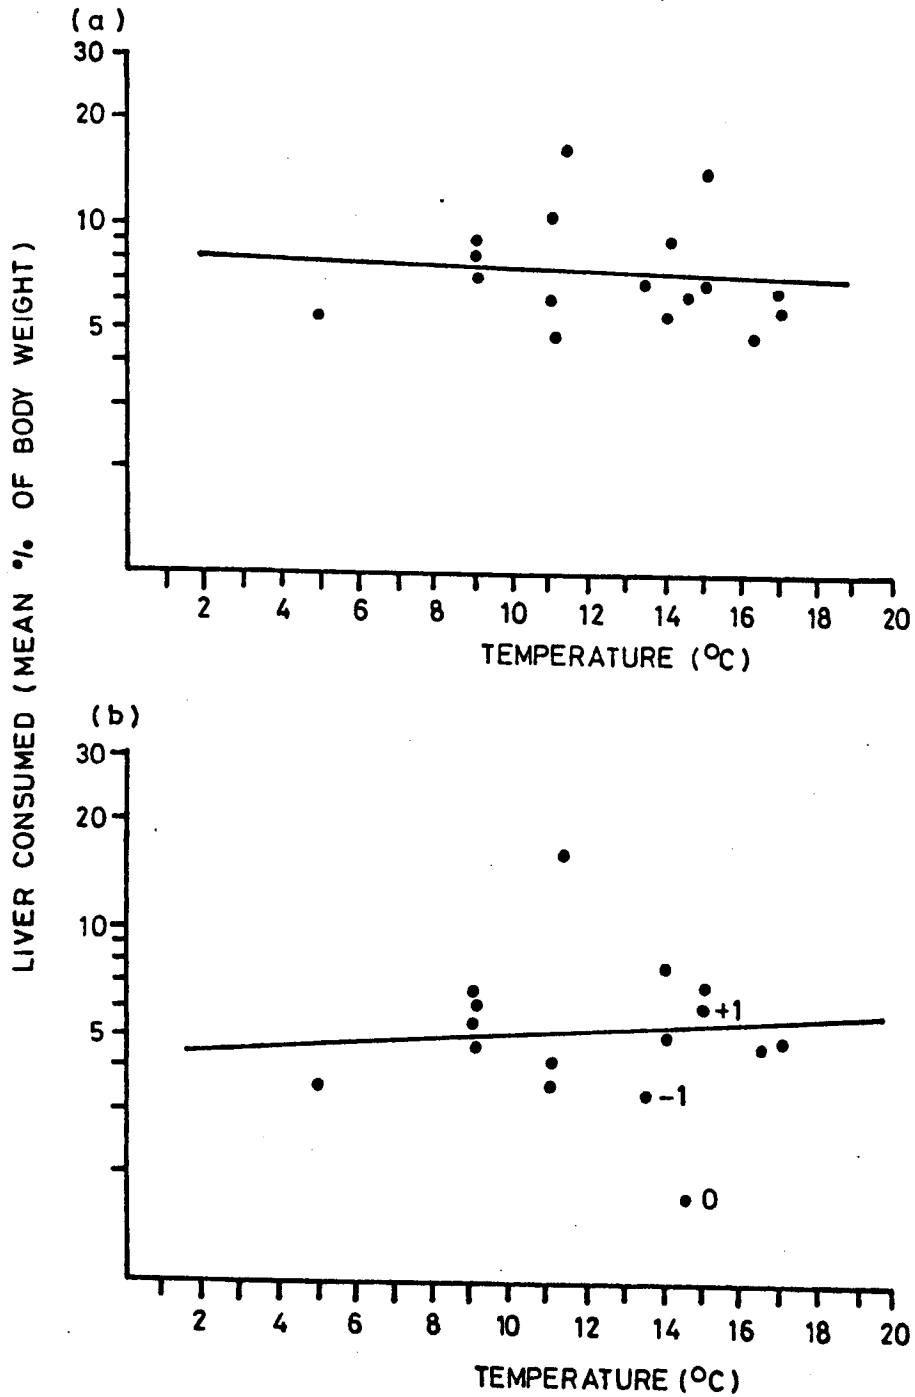 (a)
30
20
10
5
2 4 6 8 10 12 14 16 18 20
TEMPERATURE (°C)
LIVER CONSUMED (MEAN % OF BODY WEIGHT)
(b)
30
20
10
5
+1
-1
0
2 4 6 8 10 12 14 16 18 20
TEMPERATURE (°C)